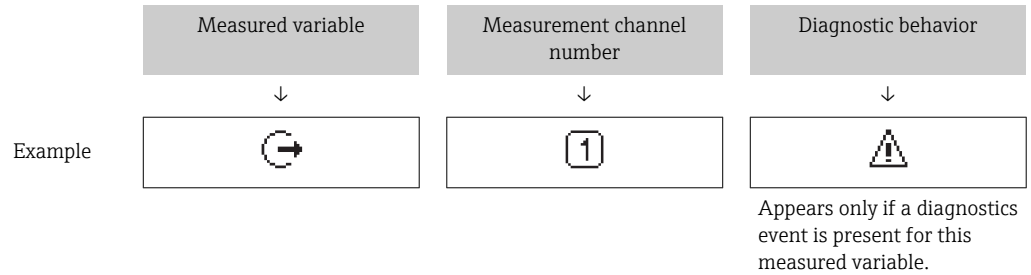 Measured variable
Measurement channel
number
Diagnostic behavior
↓ ↓ ↓
Example
1
Appears only if a diagnostics
event is present for this
measured variable.